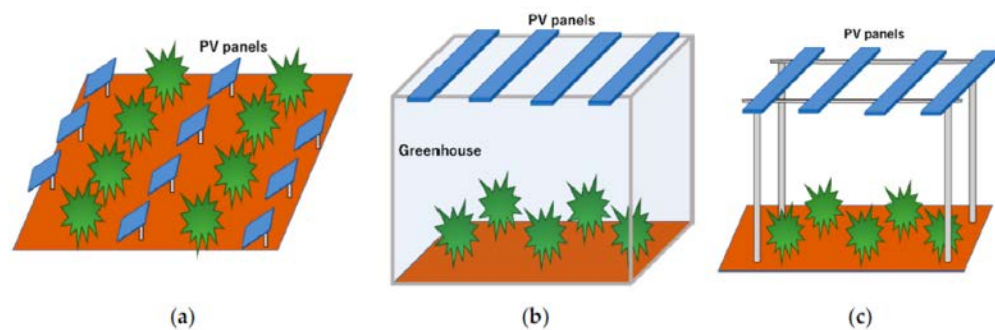 PV panels
PV panels
PV panels
Greenhouse
(a)
(b)
(c)